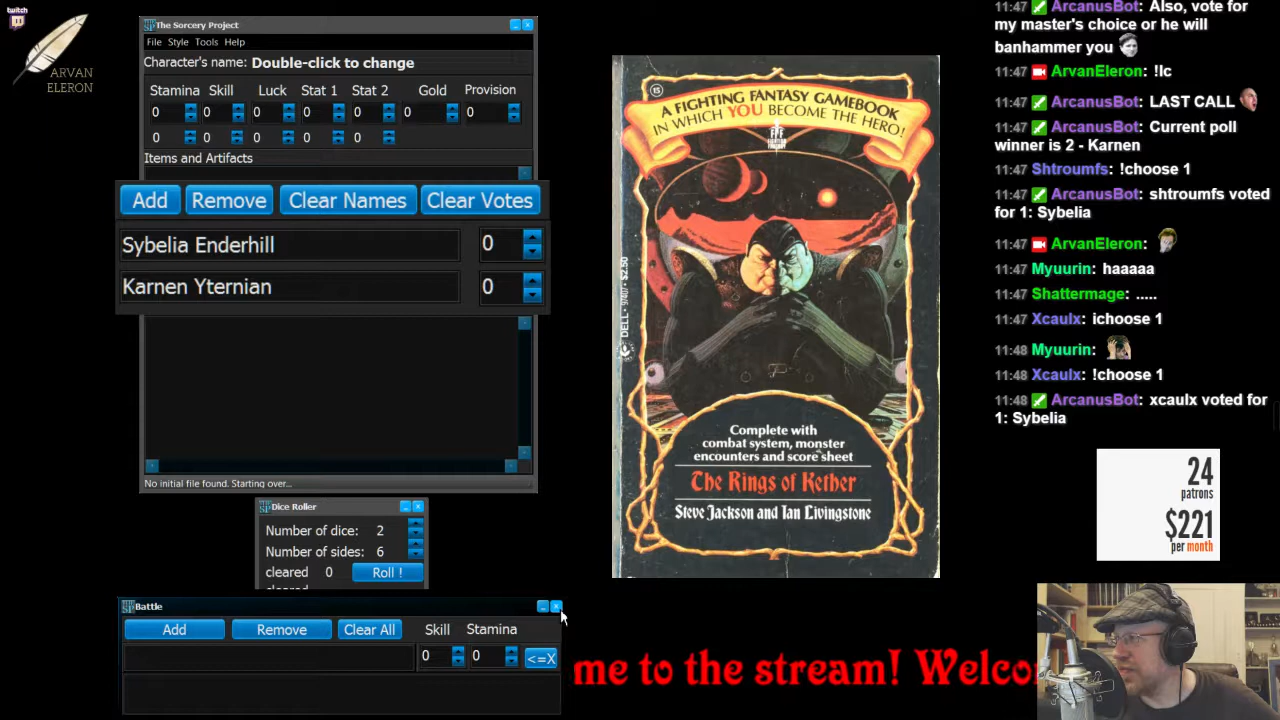 twitch
ARVAN
ELERON
The Sorcery Project
File Style Tools Help
Character's name: Double-click to change
Stamina Skill Luck Stat 1 Stat 2 Gold Provision
0 0 0 0 0 0 0
0 0 0 0 0
Items and Artifacts
Add Remove Clear Names Clear Votes
Sybelia Enderhill 0
Karnen Yternian 0
No initial file found. Starting over...
Dice Roller
Number of dice: 2
Number of sides: 6
cleared 0 Roll !
Battle
Add Remove Clear All Skill Stamina
0 0 <=X
15
A FIGHTING FANTASY GAMEBOOK
IN WHICH YOU BECOME THE HERO!
FIGHTING
FANTASY
DELL • 97407 • $2.50
Complete with
combat system, monster
encounters and score sheet
The Rings of Kether
Steve Jackson and Ian Livingstone
me to the stream! Welco
11:47 ArcanusBot: Also, vote for
my master's choice or he will
banhammer you
11:47 ArvanEleron: !lc
11:47 ArcanusBot: LAST CALL
11:47 ArcanusBot: Current poll
winner is 2 - Karnen
11:47 Shtroumfs: !choose 1
11:47 ArcanusBot: shtroumfs voted
for 1: Sybelia
11:47 ArvanEleron:
11:47 Myuurin: haaaaa
11:47 Shattermage: .....
11:47 Xcaulx: ichoose 1
11:48 Myuurin:
11:48 Xcaulx: !choose 1
11:48 ArcanusBot: xcaulx voted for
1: Sybelia
24
patrons
$221
per month